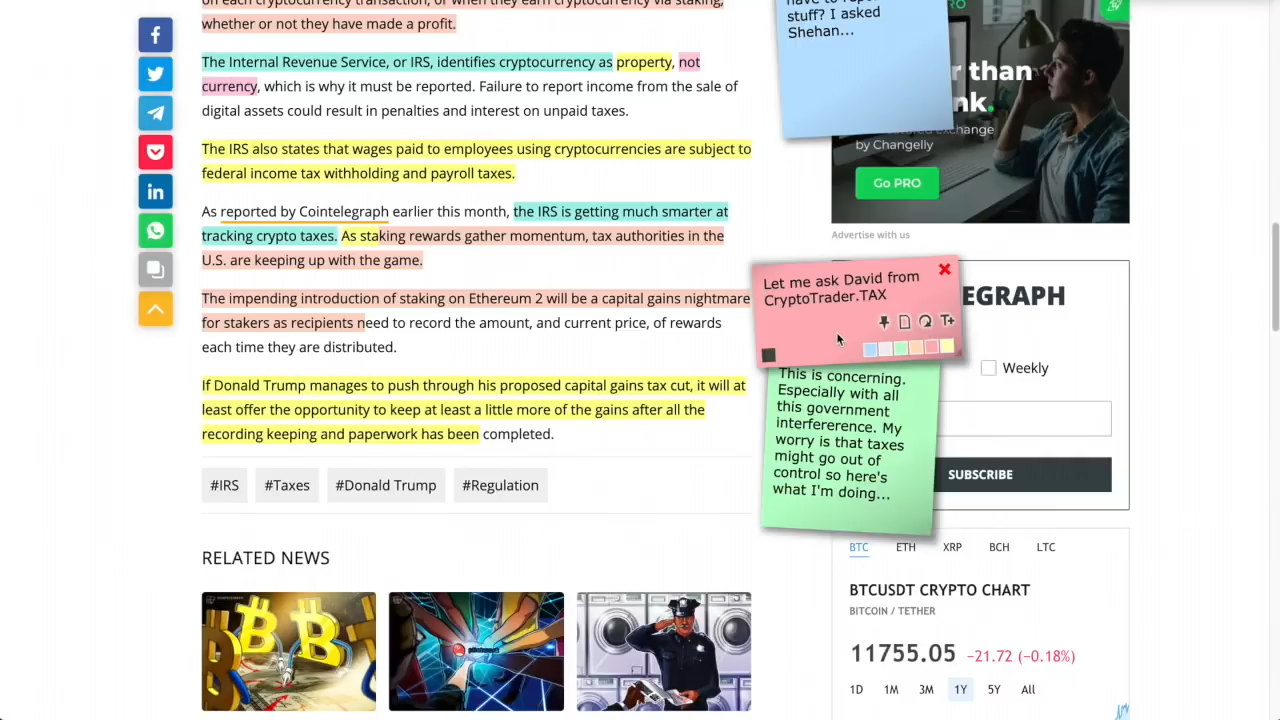 on each cryptocurrency transaction, or when they earn cryptocurrency via staking,
whether or not they have made a profit.
The Internal Revenue Service, or IRS, identifies cryptocurrency as property, not
currency, which is why it must be reported. Failure to report income from the sale of
digital assets could result in penalties and interest on unpaid taxes.
The IRS also states that wages paid to employees using cryptocurrencies are subject to
federal income tax withholding and payroll taxes.
As reported by Cointelegraph earlier this month, the IRS is getting much smarter at
tracking crypto taxes. As staking rewards gather momentum, tax authorities in the
U.S. are keeping up with the game.
The impending introduction of staking on Ethereum 2 will be a capital gains nightmare
for stakers as recipients need to record the amount, and current price, of rewards
each time they are distributed.
If Donald Trump manages to push through his proposed capital gains tax cut, it will at
least offer the opportunity to keep at least a little more of the gains after all the
recording keeping and paperwork has been completed.
#IRS
#Taxes
#Donald Trump
#Regulation
RELATED NEWS
stuff? I asked
Shehan...
than
exchange
by Changelly
Go PRO
Advertise with us
Let me ask David from
CryptoTrader.TAX
T+
This is concerning.
Especially with all
this government
interfererence. My
worry is that taxes
might go out of
control so here's
what I'm doing...
EGRAPH
Weekly
SUBSCRIBE
BTC
ETH
XRP
BCH
LTC
BTCUSDT CRYPTO CHART
BITCOIN / TETHER
11755.05 −21.72 (−0.18%)
1D
1M
3M
1Y
5Y
All